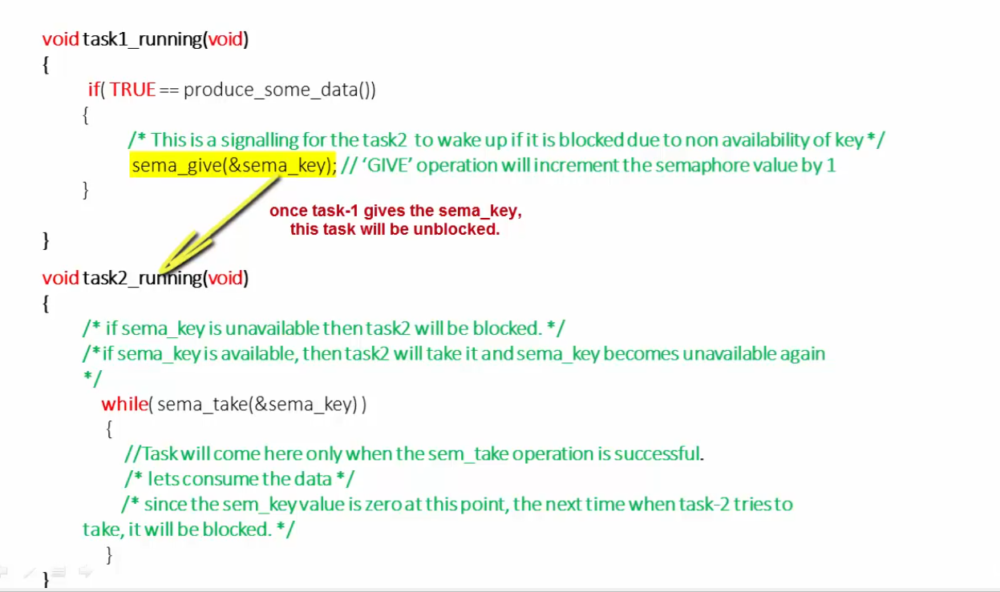 void task1_running(void)
{
if( TRUE == produce_some_data())
{
/* This is a signalling for the task2 to wake up if it is blocked due to non availability of key */
sema_give(&sema_key); // ‘GIVE’ operation will increment the semaphore value by 1
}
once task-1 gives the sema_key,
this task will be unblocked.
}
void task2_running(void)
{
/* if sema_key is unavailable then task2 will be blocked. */
/*if sema_key is available, then task2 will take it and sema_key becomes unavailable again
*/
while( sema_take(&sema_key) )
{
//Task will come here only when the sem_take operation is successful.
/* lets consume the data */
/* since the sem_key value is zero at this point, the next time when task-2 tries to
take, it will be blocked. */
}
}